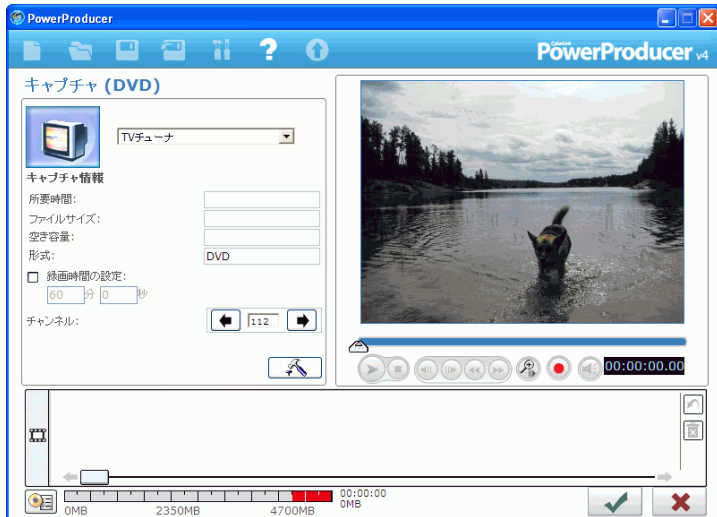 PowerProducer
CyberLink
PowerProducer v4
キャプチャ (DVD)
TVチューナ
キャプチャ情報
所要時間:
ファイルサイズ:
空き容量:
形式: DVD
録画時間の設定:
60 分 0 秒
チャンネル: 112
00:00:00.00
00:00:00
0MB
0MB 2350MB 4700MB